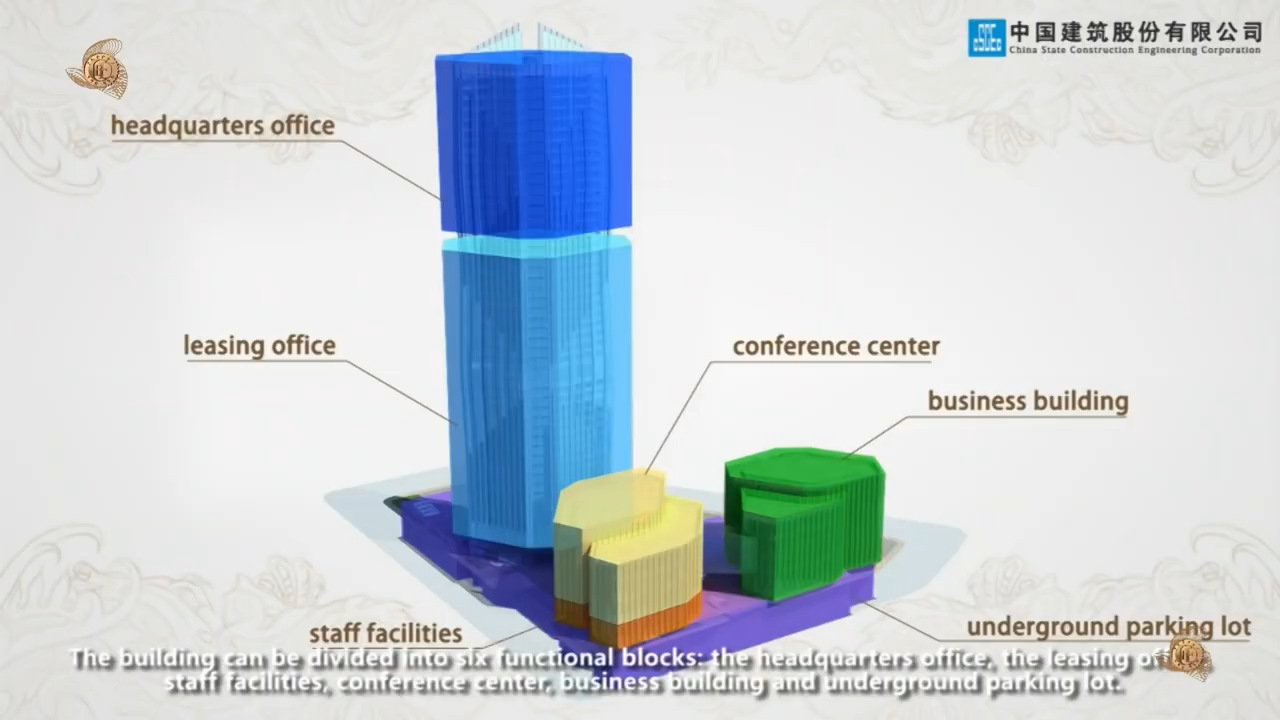 中国建筑股份有限公司
CSCEC
China State Construction Engineering Corporation
headquarters office
leasing office
conference center
business building
staff facilities
underground parking lot
The building can be divided into six functional blocks: the headquarters office, the leasing
staff facilities, conference center, business building and underground parking lot.